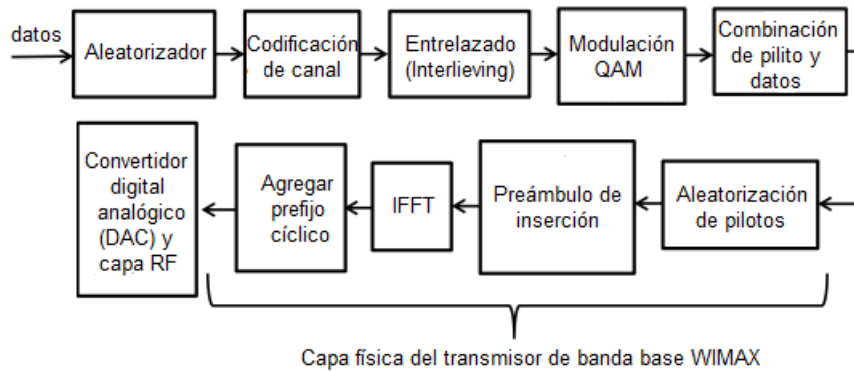 datos
Aleatorizador
Codificación
de canal
Entrelazado
(Interlieving)
Modulación
QAM
Combinación
de pilito y
datos
Convertidor
digital
analógico
(DAC) y
capa RF
Agregar
prefijo
cíclico
IFFT
Preámbulo de
inserción
Aleatorización
de pilotos
Capa física del transmisor de banda base WIMAX